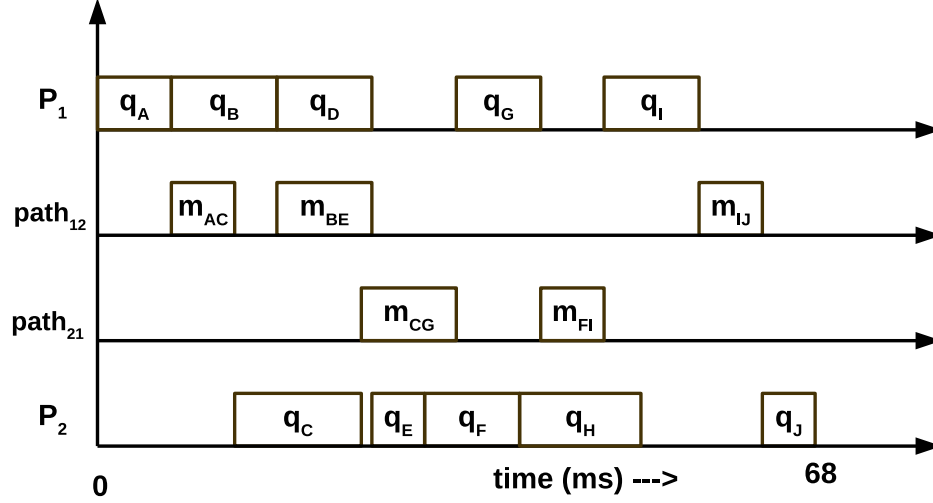 P1 qA qB qD qG qI
path12 mAC mBE mIJ
path21 mCG mFI
P2 qC qE qF qH qJ
0 time (ms) ---> 68